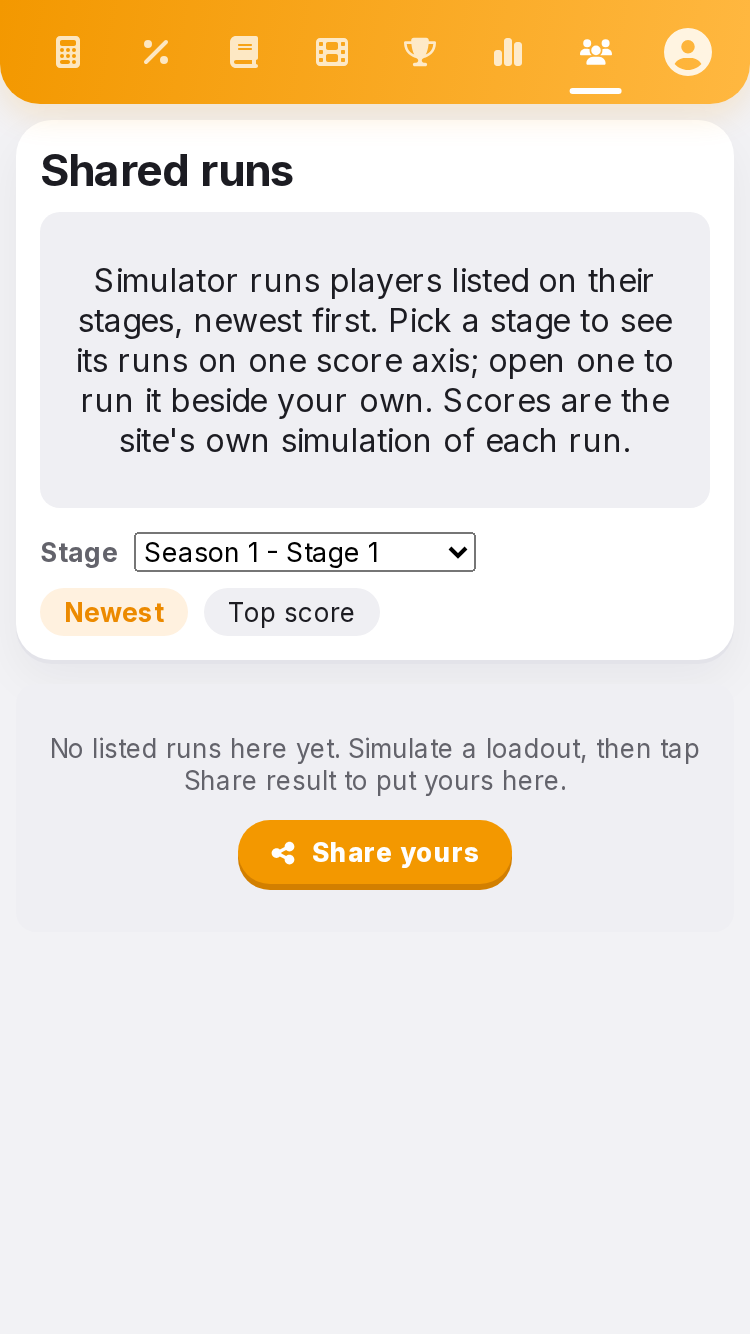 Shared runs
Simulator runs players listed on their
stages, newest first. Pick a stage to see
its runs on one score axis; open one to
run it beside your own. Scores are the
site's own simulation of each run.
Stage Season 1 - Stage 1
Newest Top score
No listed runs here yet. Simulate a loadout, then tap
Share result to put yours here.
Share yours